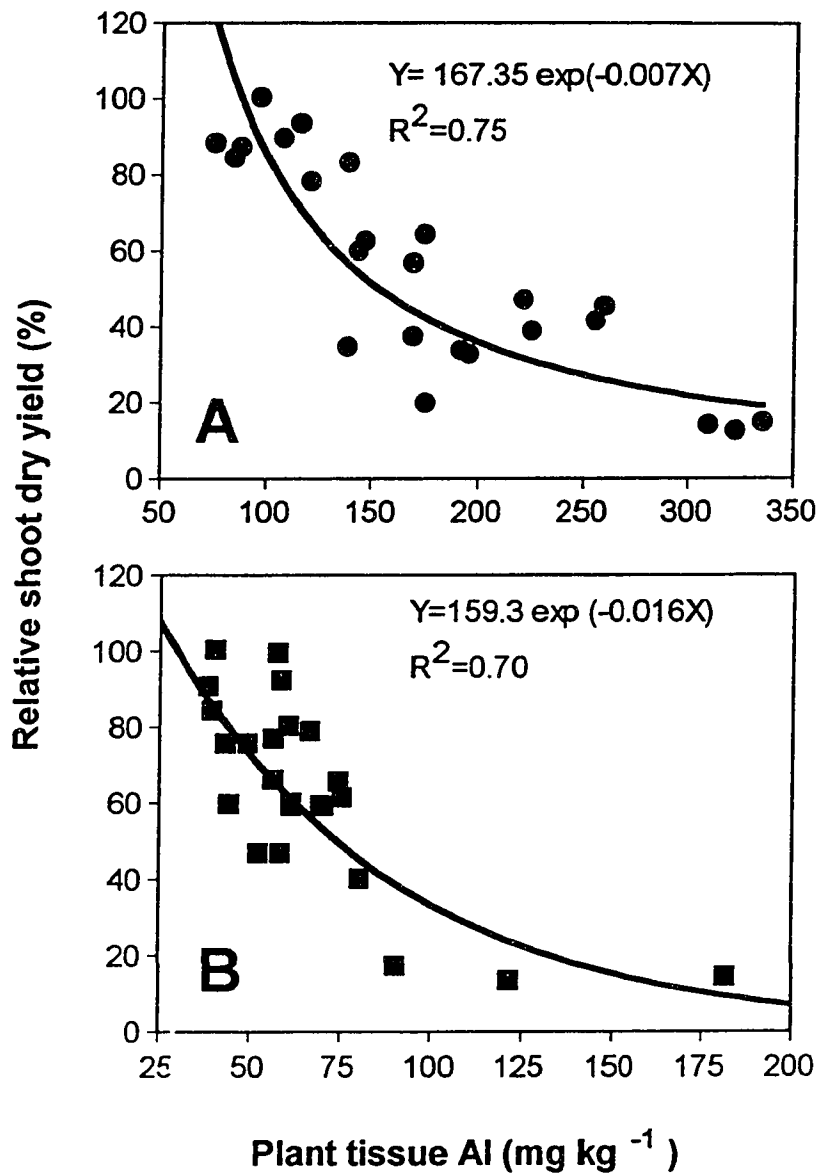 120
100
80
60
40
20
0
Y= 167.35 exp(-0.007X)
R²=0.75
A
50 100 150 200 250 300 350
Relative shoot dry yield (%)
120
100
80
60
40
20
0
Y=159.3 exp (-0.016X)
R²=0.70
B
25 50 75 100 125 150 175 200
Plant tissue Al (mg kg ⁻¹ )